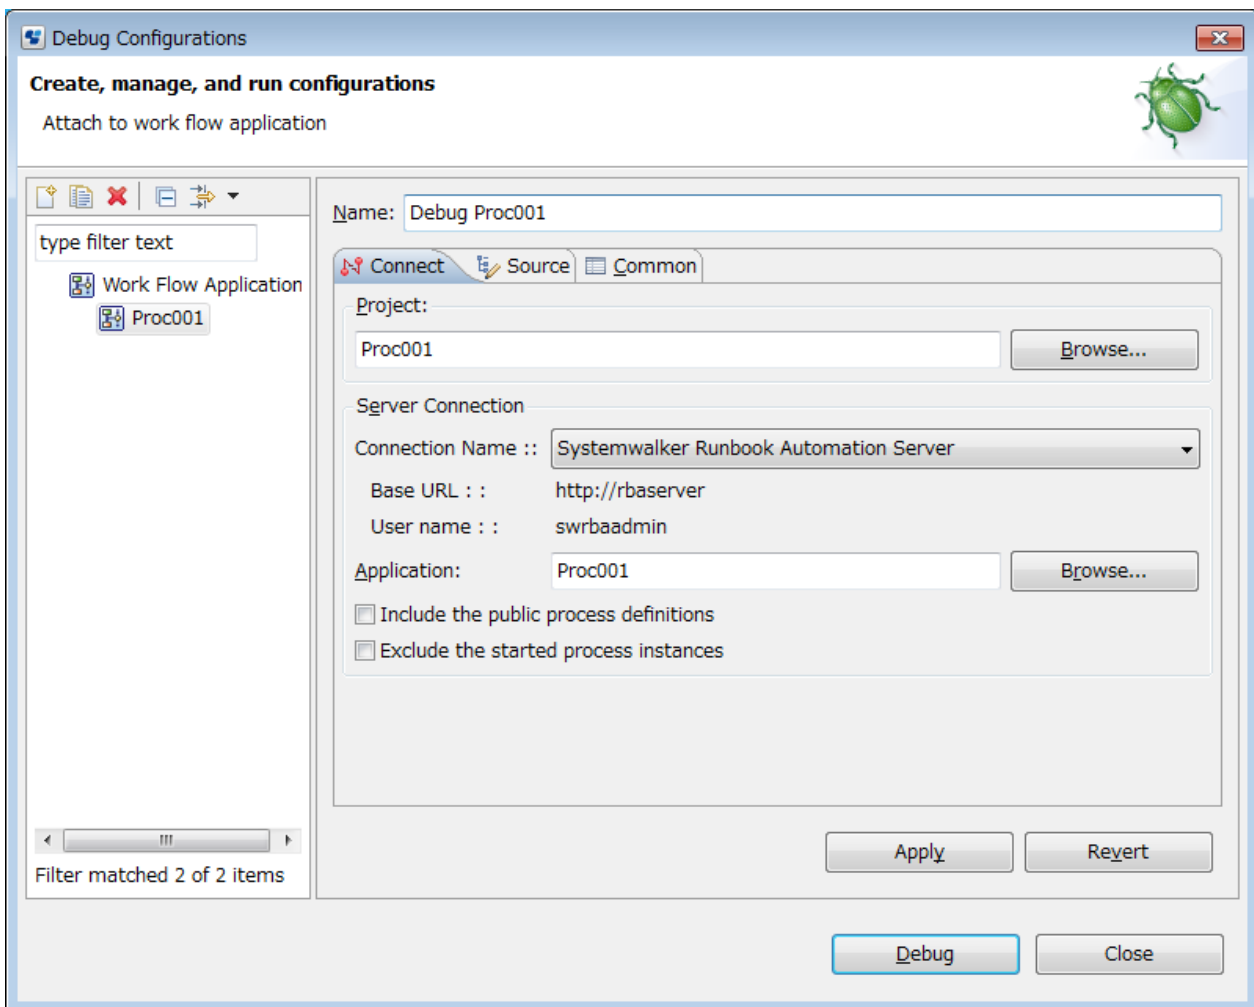 Debug Configurations
Create, manage, and run configurations
Attach to work flow application
type filter text
Work Flow Application
Proc001
Filter matched 2 of 2 items
Name: Debug Proc001
Connect Source Common
Project:
Proc001 Browse...
Server Connection
Connection Name :: Systemwalker Runbook Automation Server
Base URL : : http://rbaserver
User name : : swrbaadmin
Application: Proc001 Browse...
Include the public process definitions
Exclude the started process instances
Apply Revert
Debug Close